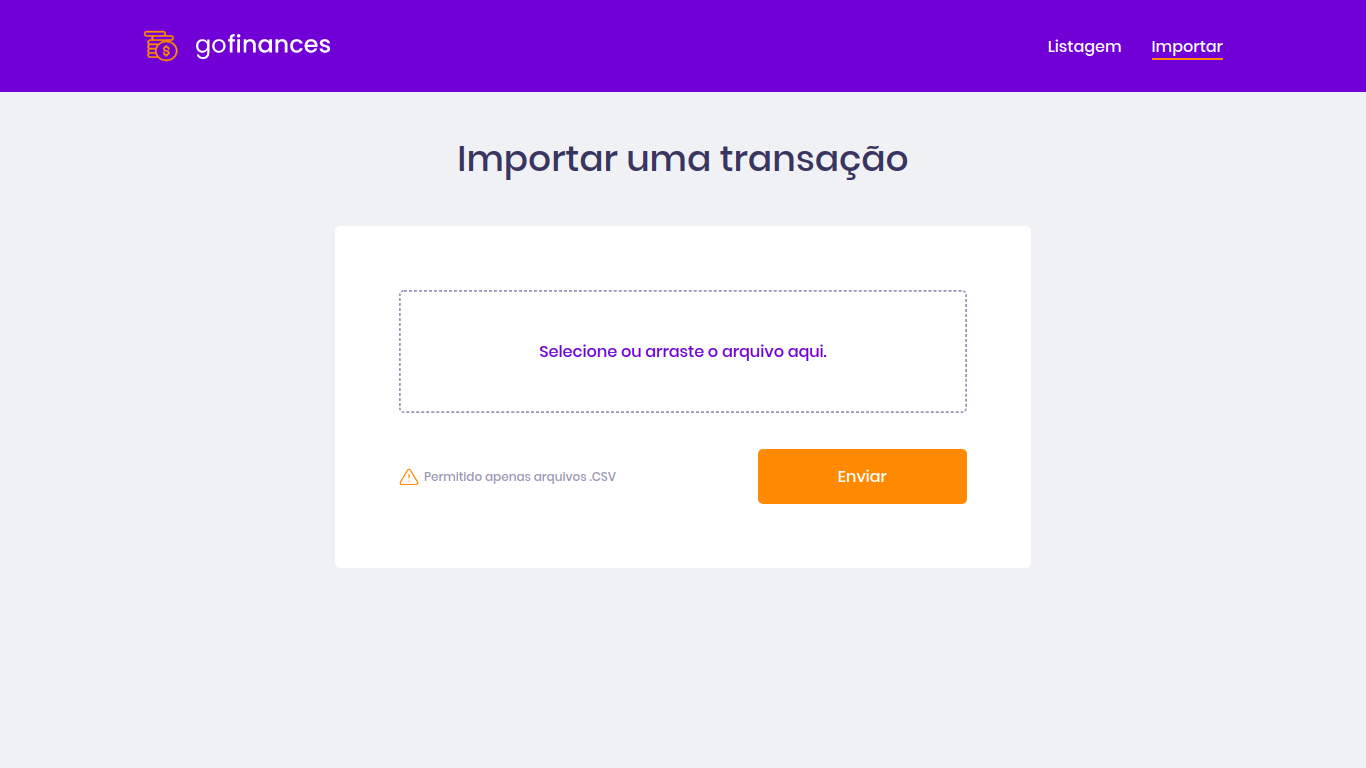 gofinances
Listagem
Importar
Importar uma transação
Selecione ou arraste o arquivo aqui.
Permitido apenas arquivos .CSV
Enviar